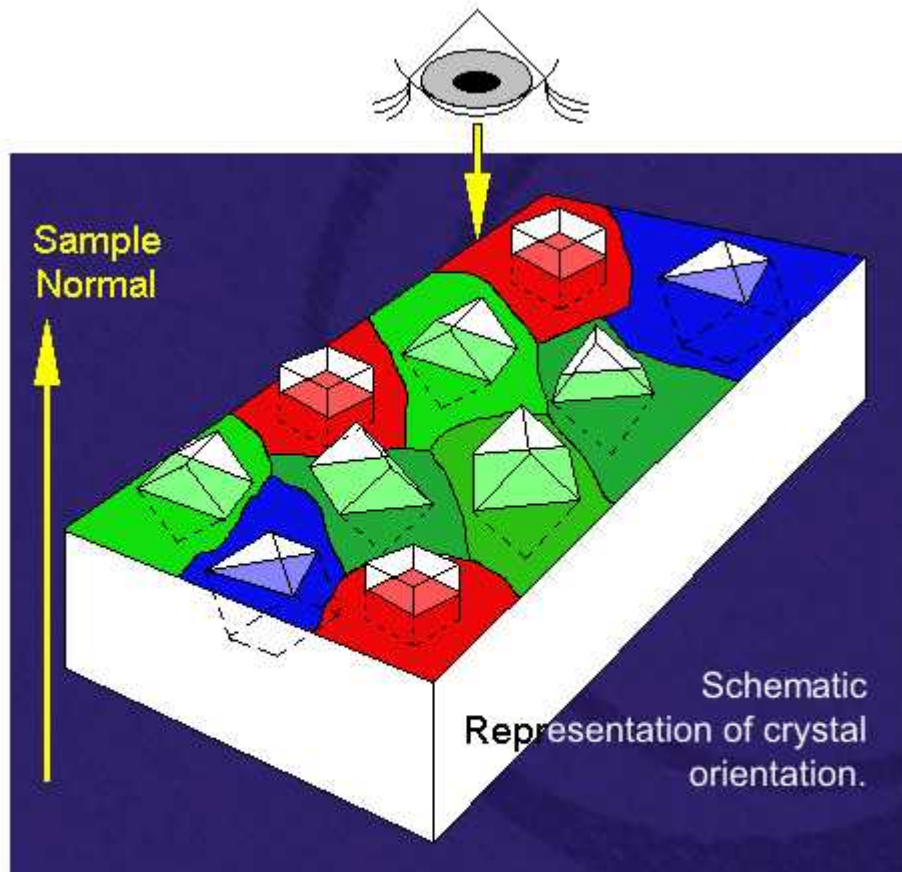 Sample
Normal
Schematic
Representation of crystal
orientation.